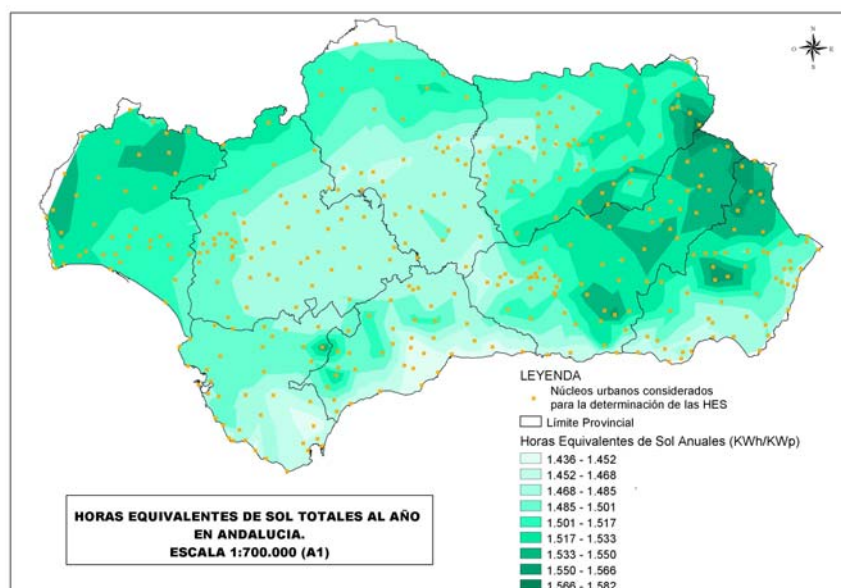 N
O E
S
LEYENDA
Núcleos urbanos considerados
para la determinación de las HES
Límite Provincial
Horas Equivalentes de Sol Anuales (KWh/KWp)
1.436 - 1.452
1.452 - 1.468
1.468 - 1.485
1.485 - 1.501
1.501 - 1.517
1.517 - 1.533
1.533 - 1.550
1.550 - 1.566
1.566 - 1.582
HORAS EQUIVALENTES DE SOL TOTALES AL AÑO
EN ANDALUCIA.
ESCALA 1:700.000 (A1)